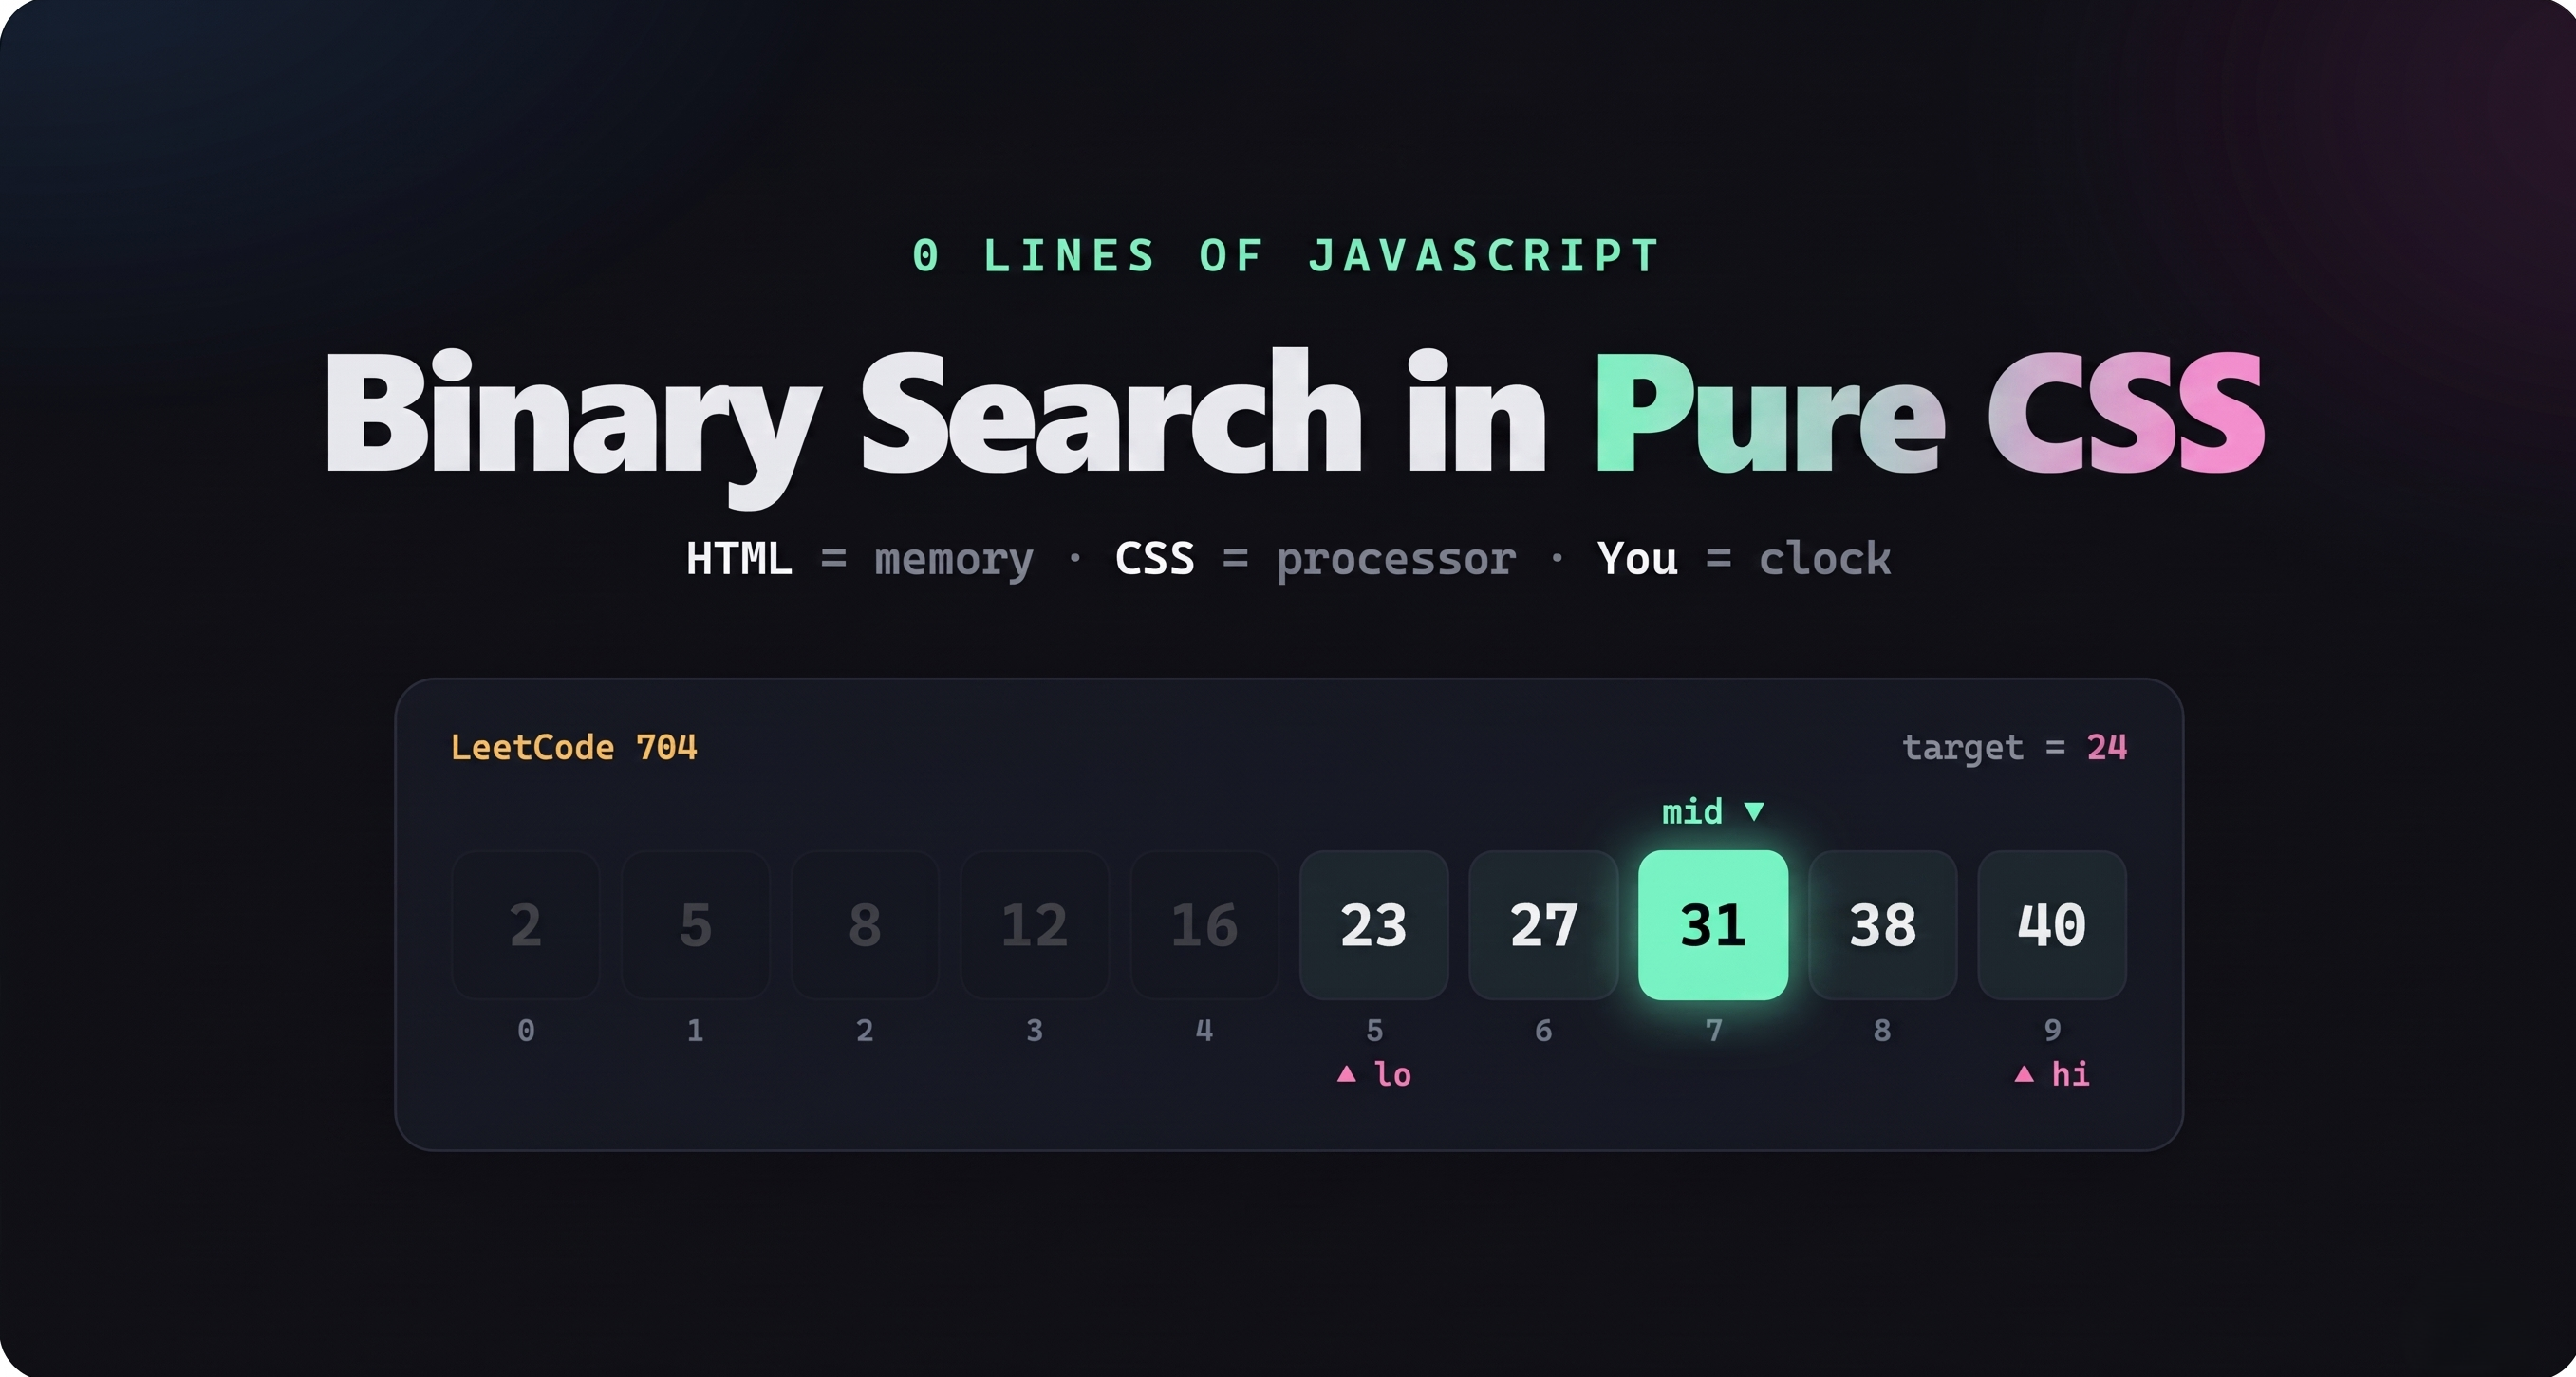 0 LINES OF JAVASCRIPT
Binary Search in Pure CSS
HTML = memory · CSS = processor · You = clock
LeetCode 704 target = 24
mid ▼
2 5 8 12 16 23 27 31 38 40
0 1 2 3 4 5 6 7 8 9
▲ lo ▲ hi